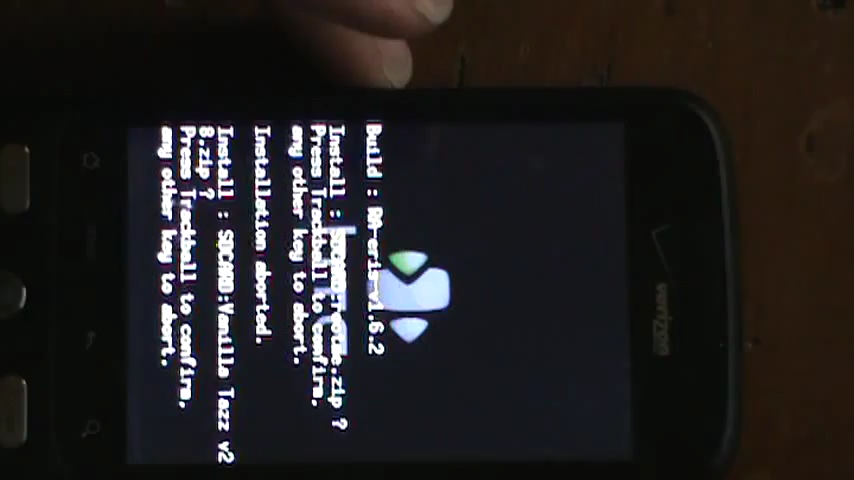 Build : RA-eris-v1.6.2
Install : .zip ?
Press Trackball to confirm,
any other key to abort.
Installation aborted.
Install : SDCARD:Vanilla Tazz v2
8.zip ?
Press Trackball to confirm,
any other key to abort.
verizon